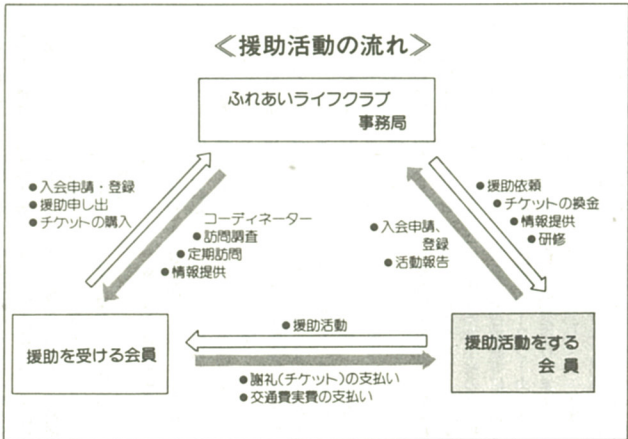 ≪援助活動の流れ≫
ふれあいライフクラブ
事務局
●入会申請・登録
●援助申し出
●チケットの購入
コーディネーター
●訪問調査
●定期訪問
●情報提供
●入会申請、
登録
●活動報告
●援助依頼
●チケットの換金
●情報提供
●研修
援助を受ける会員
●援助活動
援助活動をする
会員
●謝礼(チケット)の支払い
●交通費実費の支払い